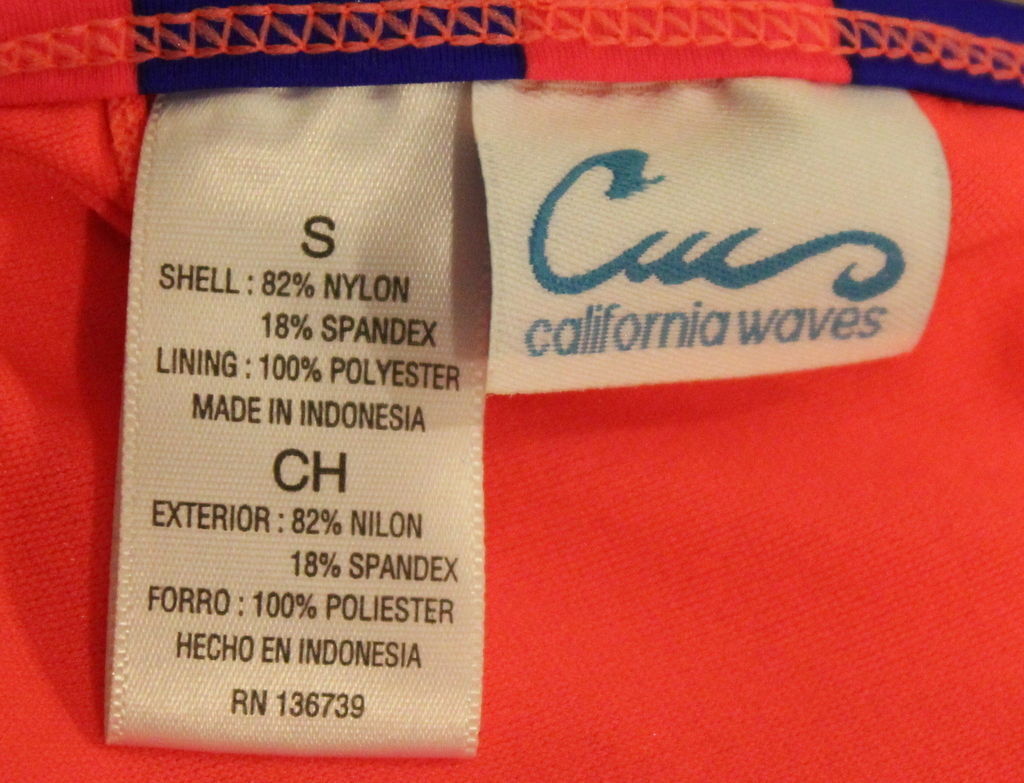 S
SHELL : 82% NYLON
18% SPANDEX
LINING : 100% POLYESTER
MADE IN INDONESIA
CH
EXTERIOR : 82% NILON
18% SPANDEX
FORRO : 100% POLIESTER
HECHO EN INDONESIA
RN 136739
california waves